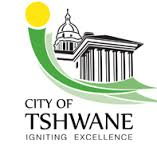 CITY OF
TSHWANE
IGNITING EXCELLENCE